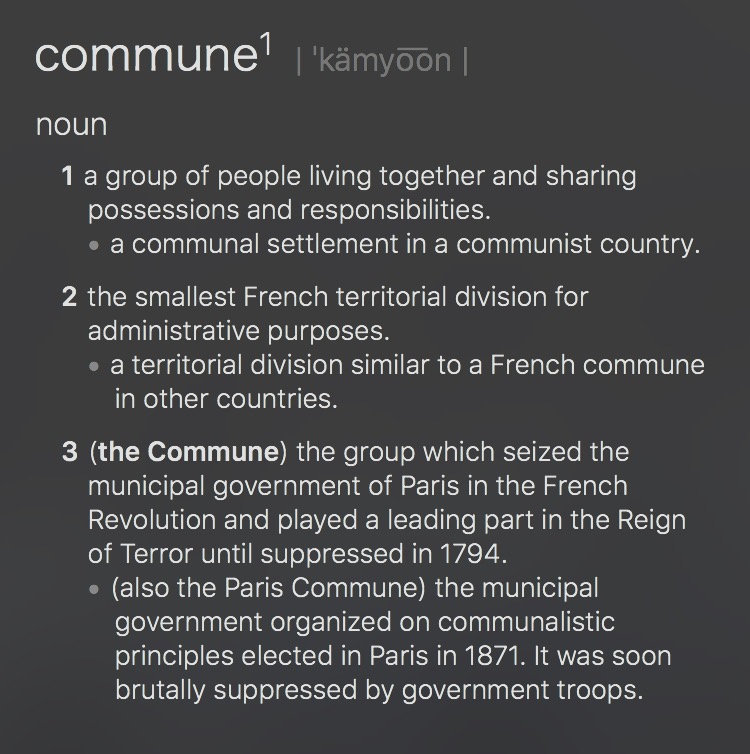 commune¹ | ˈkämyo͞on |
noun
1 a group of people living together and sharing
possessions and responsibilities.
• a communal settlement in a communist country.
2 the smallest French territorial division for
administrative purposes.
• a territorial division similar to a French commune
in other countries.
3 (the Commune) the group which seized the
municipal government of Paris in the French
Revolution and played a leading part in the Reign
of Terror until suppressed in 1794.
• (also the Paris Commune) the municipal
government organized on communalistic
principles elected in Paris in 1871. It was soon
brutally suppressed by government troops.